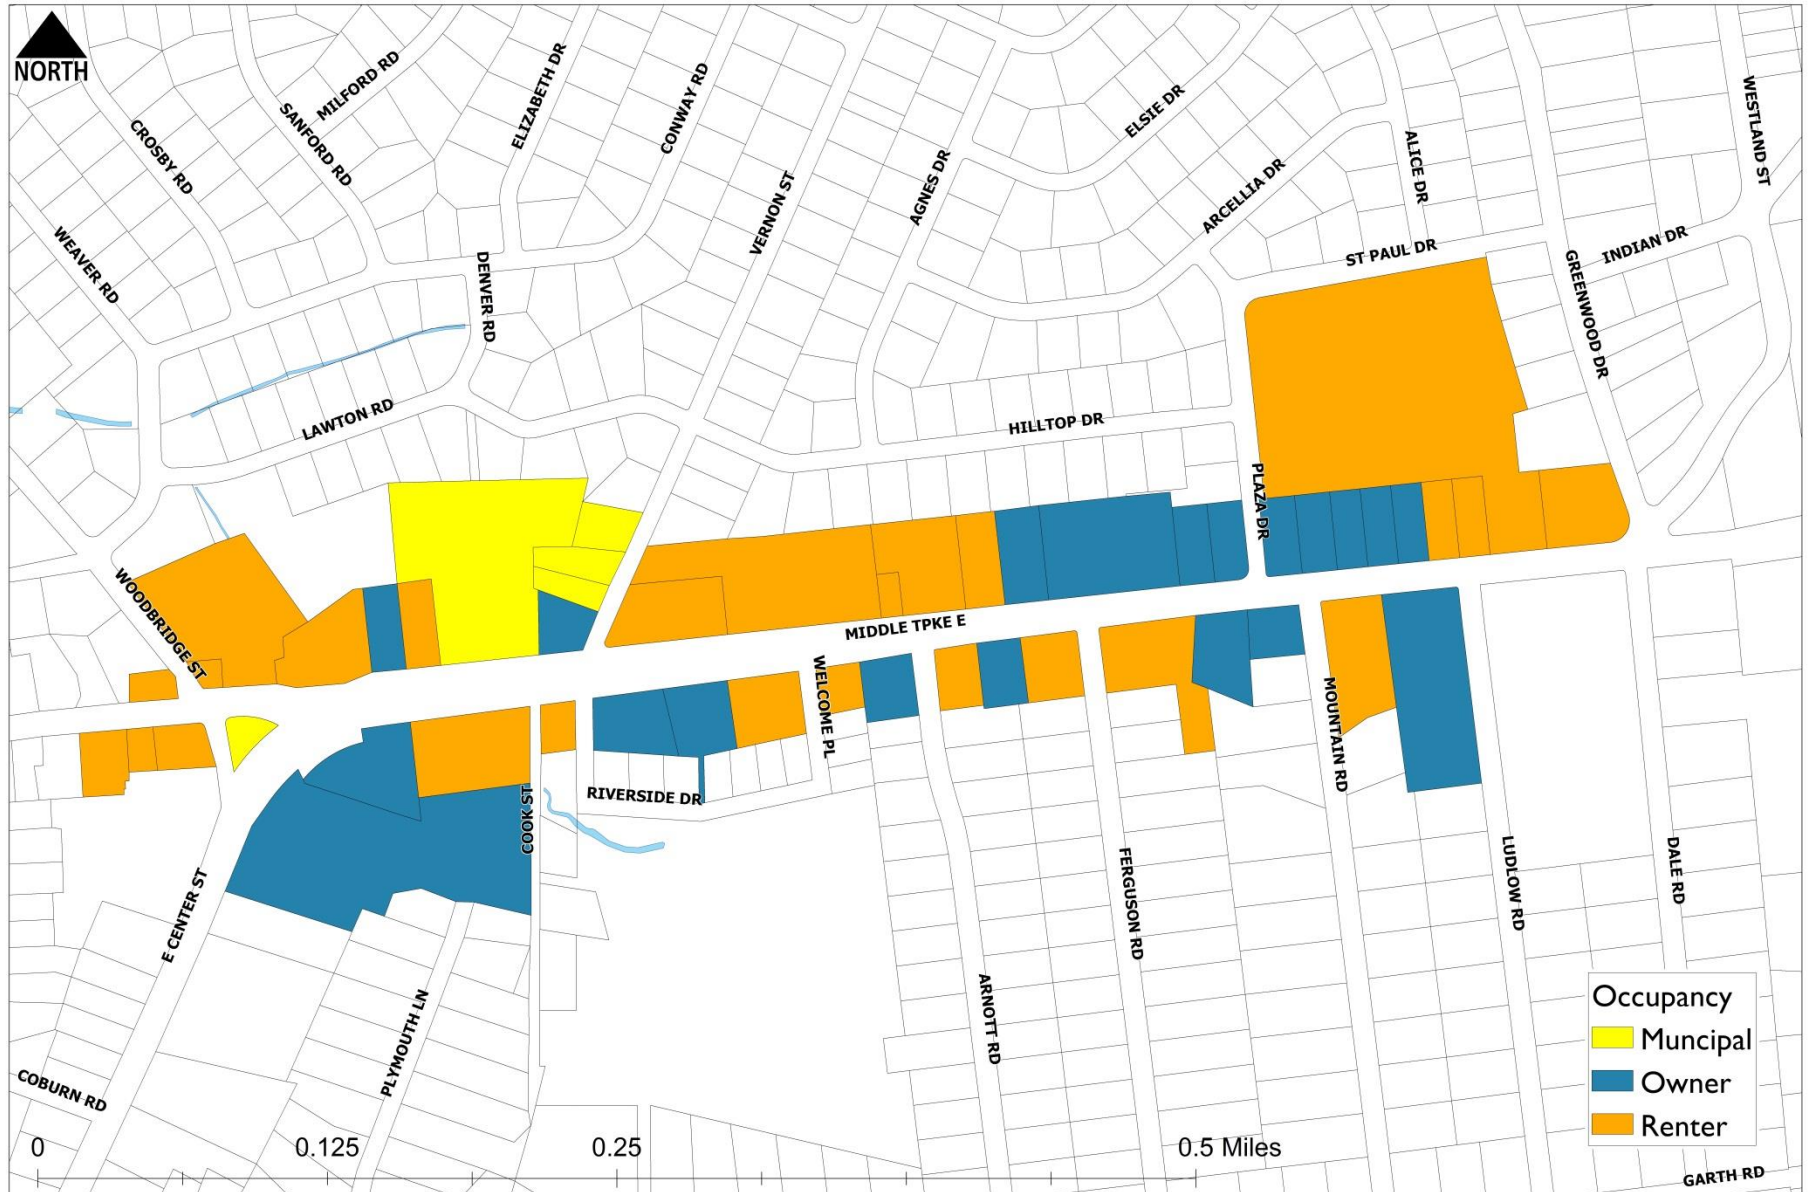 NORTH
MILFORD RD
CROSBY RD
SANFORD RD
ELIZABETH DR
CONWAY RD
VERNON ST
AGNES DR
ELSIE DR
ARCELLIA DR
ALICE DR
WESTLAND ST
WEAVER RD
DENVER RD
ST PAUL DR
INDIAN DR
GREENWOOD DR
LAWTON RD
HILLTOP DR
PLAZA DR
WOODBRIDGE ST
MIDDLE TPKE E
WELCOME PL
MOUNTAIN RD
RIVERSIDE DR
COOK ST
E CENTER ST
FERGUSON RD
LUDLOW RD
DALE RD
ARNOTT RD
PLYMOUTH LN
COBURN RD
Occupancy
Muncipal
Owner
Renter
0 0.125 0.25 0.5 Miles
GARTH RD